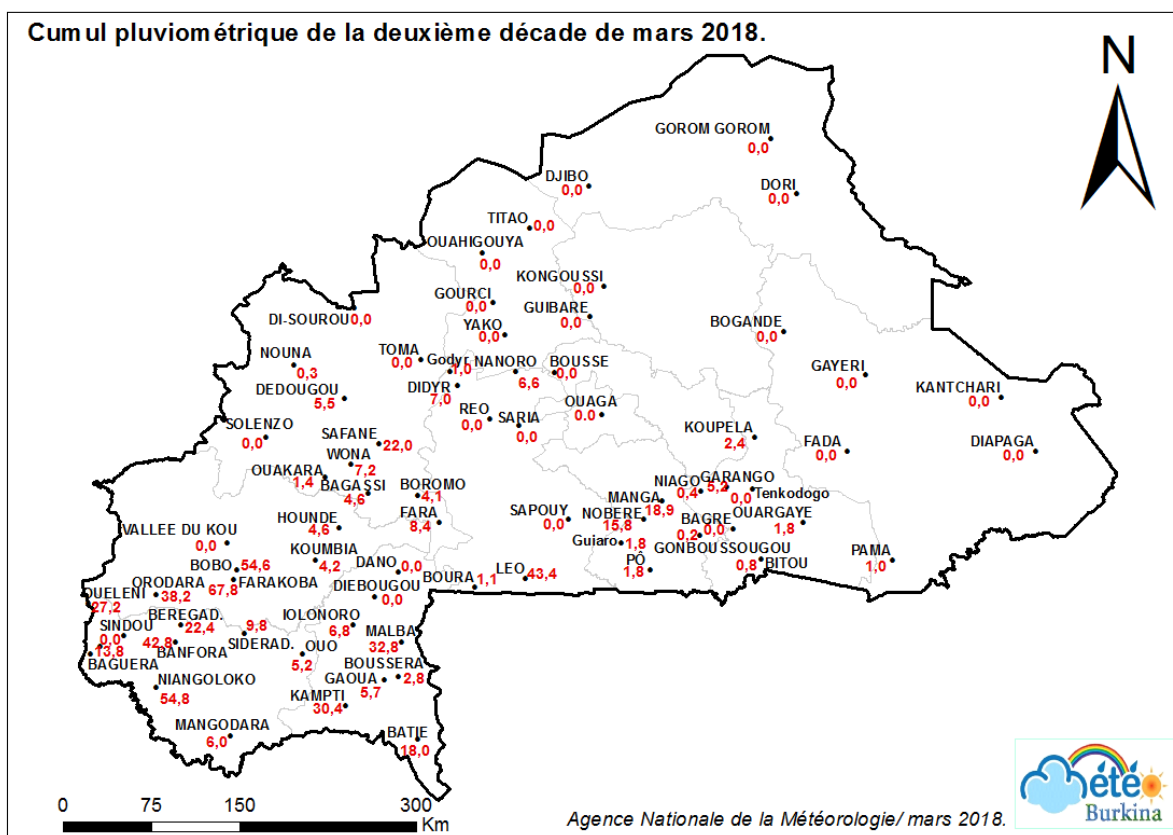 Cumul pluviométrique de la deuxième décade de mars 2018.
N
GOROM GOROM
0,0
DJIBO
0,0
DORI
0,0
TITAO
0,0
OUAHIGOUYA
0,0
KONGOUSSI
0,0
GOURCI
0,0
GUIBARE
0,0
DI-SOUROU
0,0
YAKO
0,0
BOGANDE
0,0
NOUNA
0,3
TOMA
0,0
Godyr
1,0
NANORO
6,6
BOUSSE
0,0
GAYERI
0,0
KANTCHARI
0,0
DEDOUGOU
5,5
DIDYR
7,0
REO
0,0
SARIA
0,0
OUAGA
0,0
SOLENZO
0,0
SAFANE
22,0
KOUPELA
2,4
FADA
0,0
DIAPAGA
0,0
WONA
7,2
OUAKARA
1,4
BAGASSI
4,6
BOROMO
4,1
NIAGO
0,4
GARANGO
5,2
0,0
Tenkodogo
MANGA
18,9
HOUNDE
4,6
FARA
8,4
SAPOUY
0,0
NOBERE
15,8
BAGRE
0,0
OUARGAYE
1,8
VALLEE DU KOU
0,0
Guiaro
1,8
0,2
GONBOUSSOUGOU
KOUMBIA
4,2
DANO
0,0
PÔ
1,8
0,8
BITOU
PAMA
1,0
BOBO
54,6
ORODARA
38,2
67,8
FARAKOBA
DIEBOUGOU
0,0
BOURA
1,1
LEO
43,4
OUELENI
27,2
SINDOU
0,0
BEREGAD.
22,4
9,8
SIDERAD.
IOLONORO
6,8
MALBA
32,8
13,8
BAGUERA
42,8
BANFORA
OUO
5,2
BOUSSERA
2,8
NIANGOLOKO
54,8
GAOUA
5,7
KAMPTI
30,4
MANGODARA
6,0
BATIE
18,0
0
75
150
300
Km
Agence Nationale de la Météorologie/ mars 2018.
Météo
Burkina